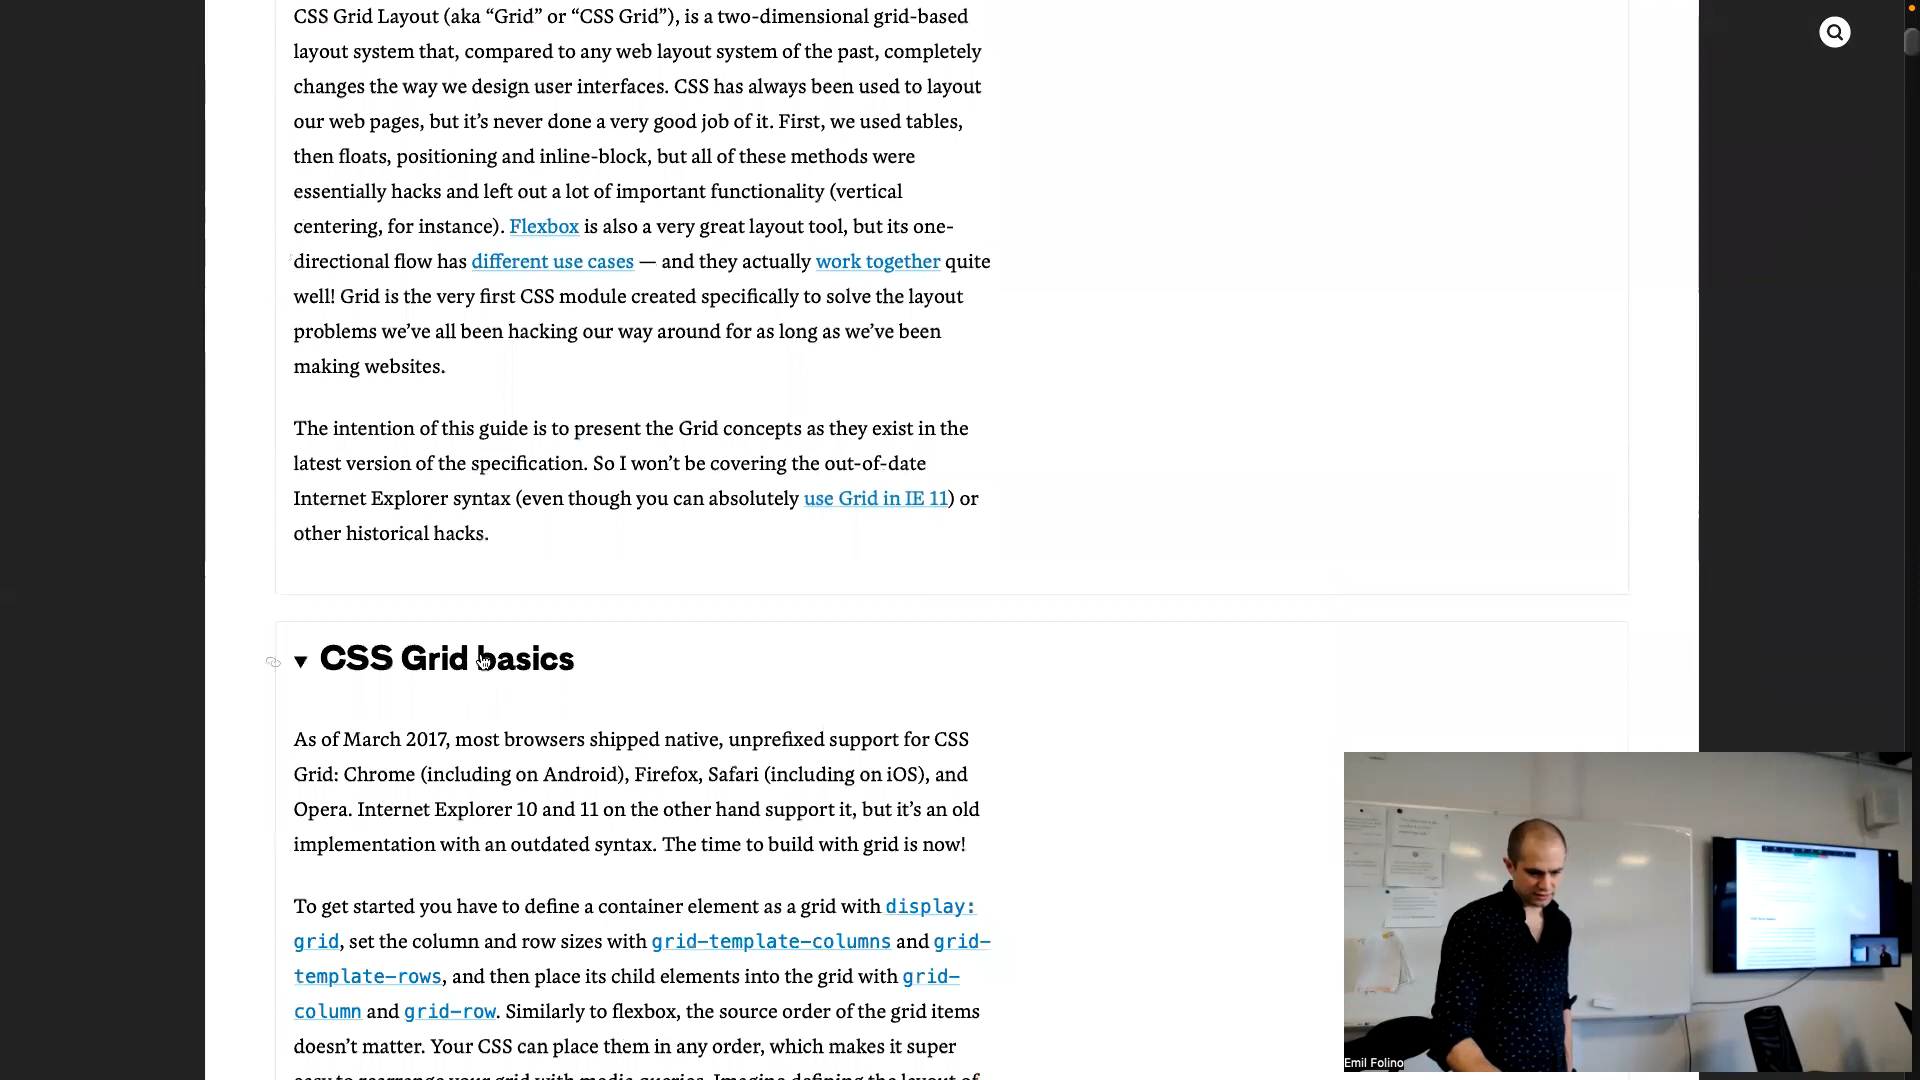 CSS Grid Layout (aka “Grid” or “CSS Grid”), is a two-dimensional grid-based
layout system that, compared to any web layout system of the past, completely
changes the way we design user interfaces. CSS has always been used to layout
our web pages, but it’s never done a very good job of it. First, we used tables,
then floats, positioning and inline-block, but all of these methods were
essentially hacks and left out a lot of important functionality (vertical
centering, for instance). Flexbox is also a very great layout tool, but its one-
directional flow has different use cases — and they actually work together quite
well! Grid is the very first CSS module created specifically to solve the layout
problems we’ve all been hacking our way around for as long as we’ve been
making websites.
The intention of this guide is to present the Grid concepts as they exist in the
latest version of the specification. So I won’t be covering the out-of-date
Internet Explorer syntax (even though you can absolutely use Grid in IE 11) or
other historical hacks.
CSS Grid basics
As of March 2017, most browsers shipped native, unprefixed support for CSS
Grid: Chrome (including on Android), Firefox, Safari (including on iOS), and
Opera. Internet Explorer 10 and 11 on the other hand support it, but it’s an old
implementation with an outdated syntax. The time to build with grid is now!
To get started you have to define a container element as a grid with display:
grid, set the column and row sizes with grid-template-columns and grid-
template-rows, and then place its child elements into the grid with grid-
column and grid-row. Similarly to flexbox, the source order of the grid items
doesn’t matter. Your CSS can place them in any order, which makes it super
easy to rearrange your grid with media queries. Imagine defining the layout of
Emil Folino